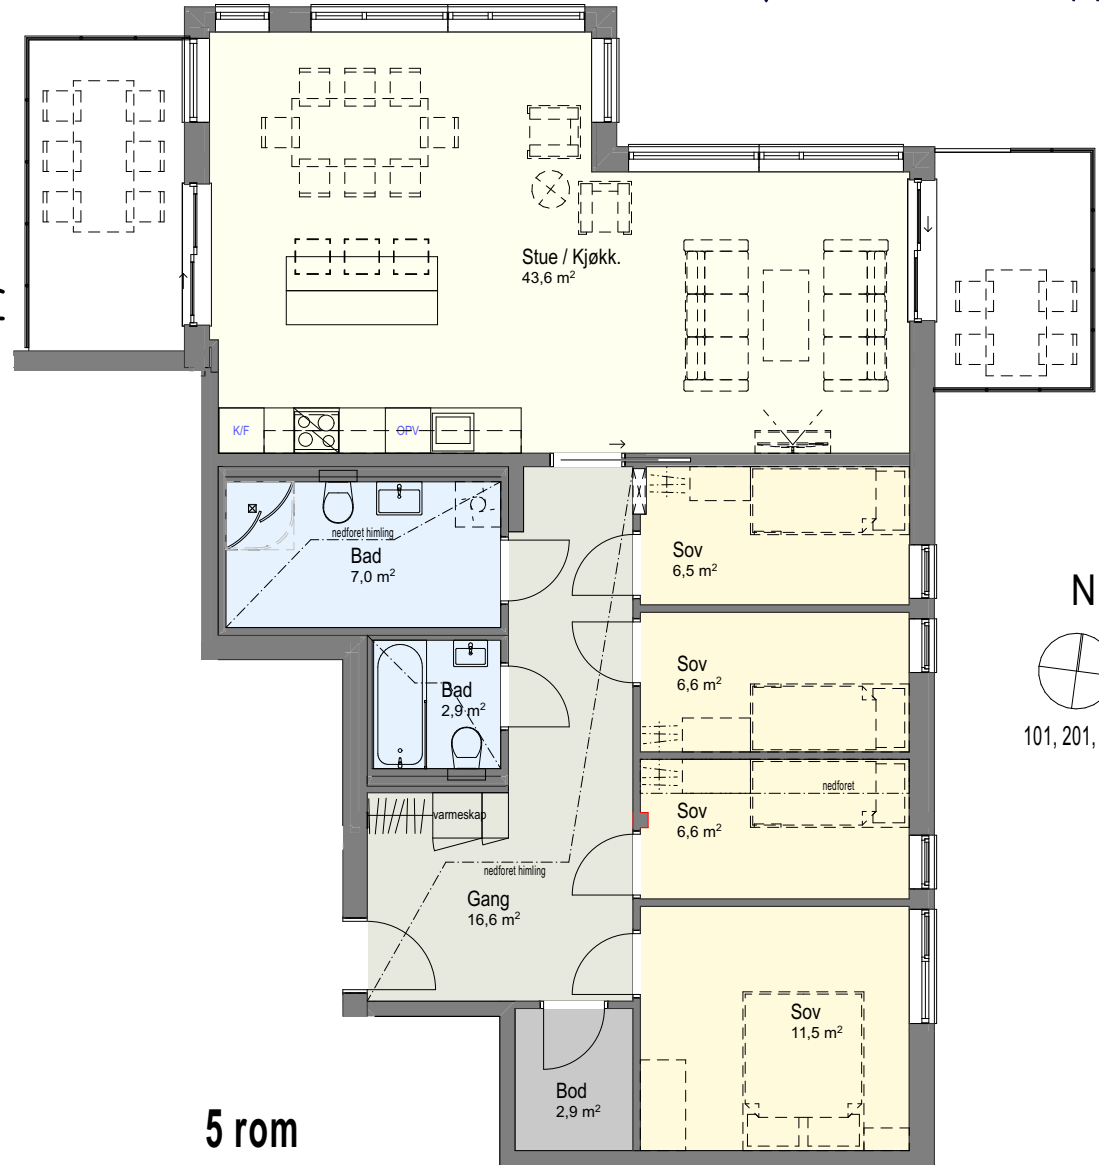 Stue / Kjøkk.
43,6 m²
K/F
OPV
nedforet himling
Bad
7,0 m²
Sov
6,5 m²
N
Sov
6,6 m²
Bad
2,9 m²
101, 201,
nedforet
Sov
6,6 m²
varmeskap
nedforet himling
Gang
16,6 m²
Sov
11,5 m²
Bod
2,9 m²
5 rom